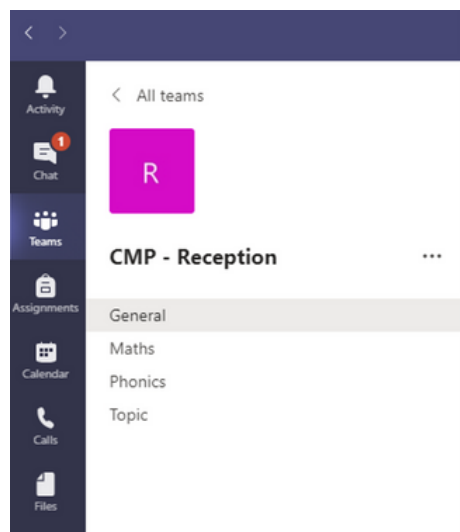 Activity
1
Chat
Teams
Assignments
Calendar
Calls
Files
All teams
R
CMP - Reception
General
Maths
Phonics
Topic